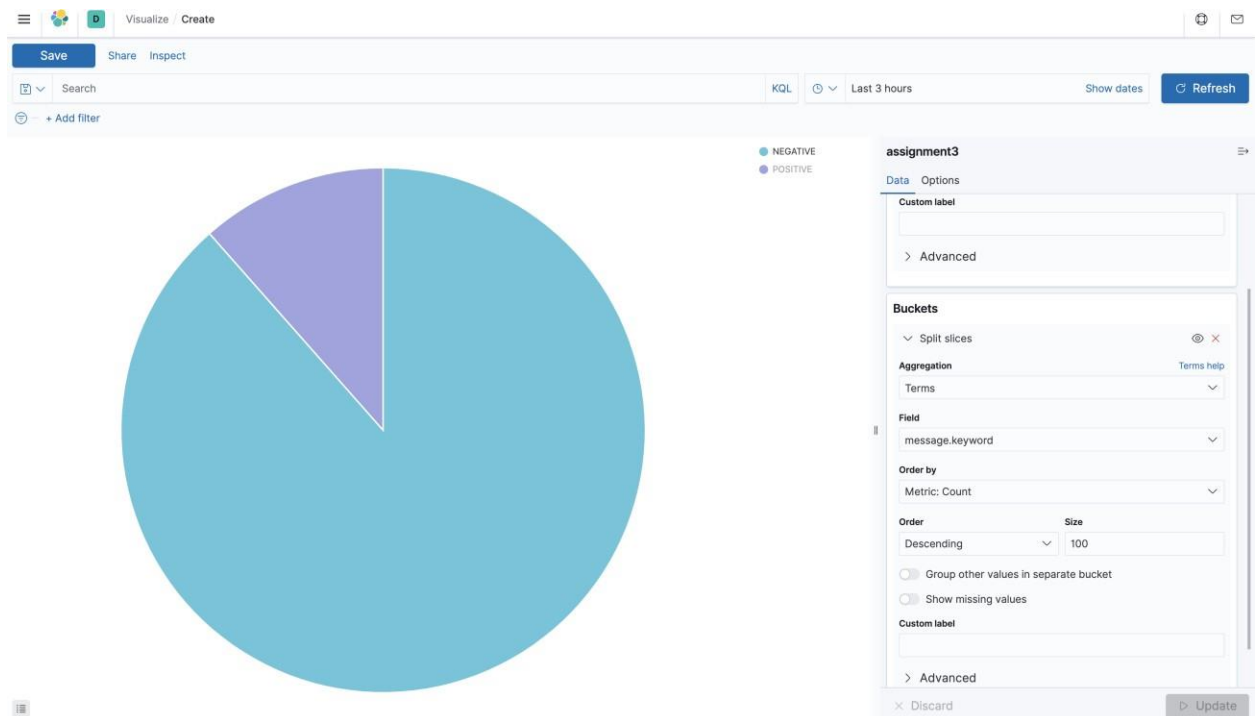 D Visualize / Create
Save Share Inspect
Search KQL Last 3 hours Show dates Refresh
+ Add filter
NEGATIVE
POSITIVE
assignment3
Data Options
Custom label
Advanced
Buckets
Split slices
Aggregation Terms help
Terms
Field
message.keyword
Order by
Metric: Count
Order Size
Descending 100
Group other values in separate bucket
Show missing values
Custom label
Advanced
Discard Update